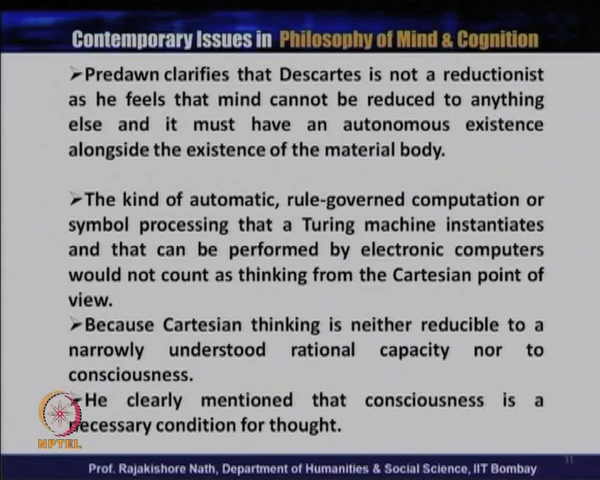 Contemporary Issues in Philosophy of Mind & Cognition
➢Predawn clarifies that Descartes is not a reductionist
as he feels that mind cannot be reduced to anything
else and it must have an autonomous existence
alongside the existence of the material body.
➢The kind of automatic, rule-governed computation or
symbol processing that a Turing machine instantiates
and that can be performed by electronic computers
would not count as thinking from the Cartesian point of
view.
➢Because Cartesian thinking is neither reducible to a
narrowly understood rational capacity nor to
consciousness.
➢He clearly mentioned that consciousness is a
necessary condition for thought.
NPTEL
31
Prof. Rajakishore Nath, Department of Humanities & Social Science, IIT Bombay